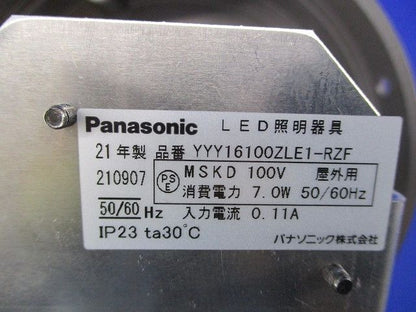 Panasonic LED照明器具
21年製 品番 YYY16100ZLE1-RZF
210907 PSE MSKD 100V 屋外用
消費電力 7.0W 50/60Hz
50/60 Hz 入力電流 0.11A
IP23 ta30℃ パナソニック株式会社